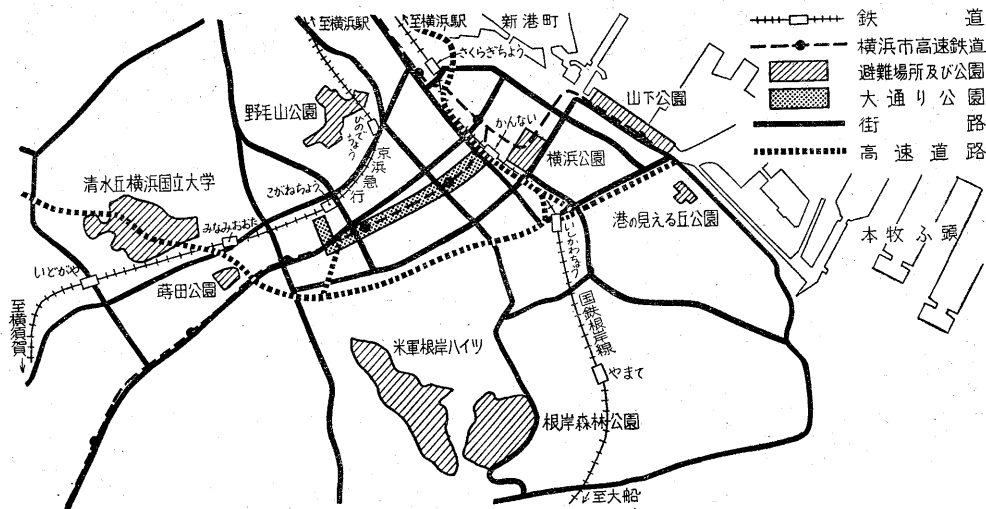 至横浜駅
至横浜駅
新港町
さくらぎちょう
鉄道
横浜市高速鉄道
避難場所及び公園
大通り公園
街路
高速道路
野毛山公園
ひのでちょう
かんない
山下公園
横浜公園
京浜急行
清水丘横浜国立大学
こがねちょう
みなみおおた
港の見える丘公園
いしかわちょう
本牧ふ頭
いどがや
蒔田公園
至横須賀
国鉄根岸線
米軍根岸ハイツ
やまて
根岸森林公園
至大船